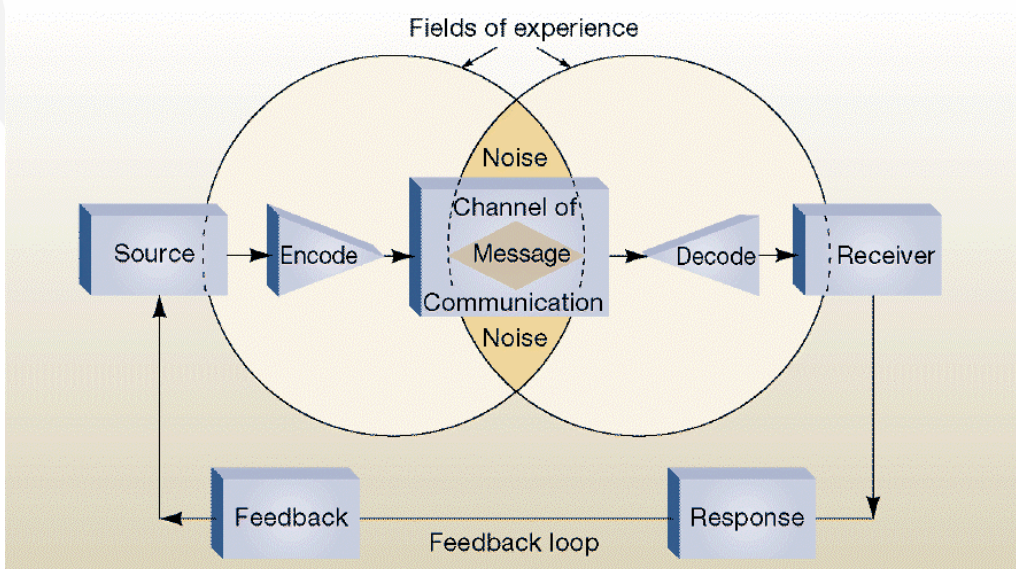 Fields of experience
Noise
Channel of
Source
Encode
Message
Decode
Receiver
Communication
Noise
Feedback
Response
Feedback loop